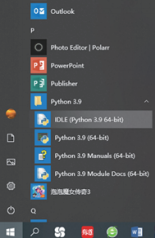 Outlook
P
Photo Editor | Polarr
PowerPoint
Publisher
Python 3.9
IDLE (Python 3.9 64-bit)
Python 3.9 (64-bit)
Python 3.9 Manuals (64-bit)
Python 3.9 Module Docs (64-bit)
泡泡魔女传奇3
Q